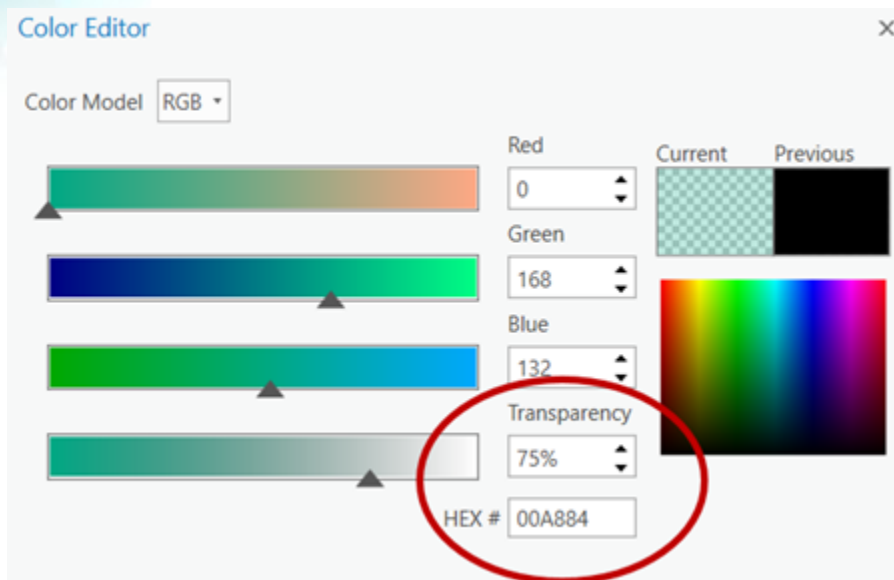 Color Editor
Color Model RGB
Red
0
Current Previous
Green
168
Blue
132
Transparency
75%
HEX # 00A884